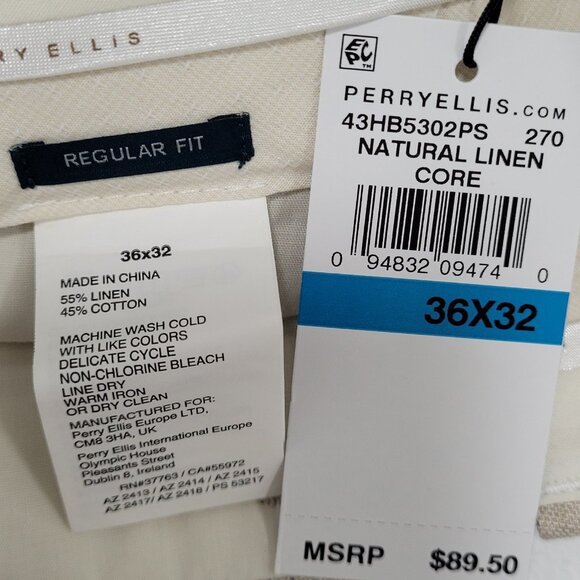 RY ELLIS
REGULAR FIT
36x32
MADE IN CHINA
55% LINEN
45% COTTON
MACHINE WASH COLD
WITH LIKE COLORS
DELICATE CYCLE
NON-CHLORINE BLEACH
LINE DRY
WARM IRON
OR DRY CLEAN
MANUFACTURED FOR:
Perry Ellis Europe LTD,
CM8 3HA, UK
Perry Ellis International Europe
Olympic House
Pleasants Street
Dublin 8, Ireland
RN#37763 / CA#55972
AZ 2413 / AZ 2414 / AZ 2415
AZ 2417/ AZ 2418 / PS 53217
EPC™
PERRYELLIS.COM
43HB5302PS 270
NATURAL LINEN
CORE
0 94832 09474 0
36X32
MSRP $89.50